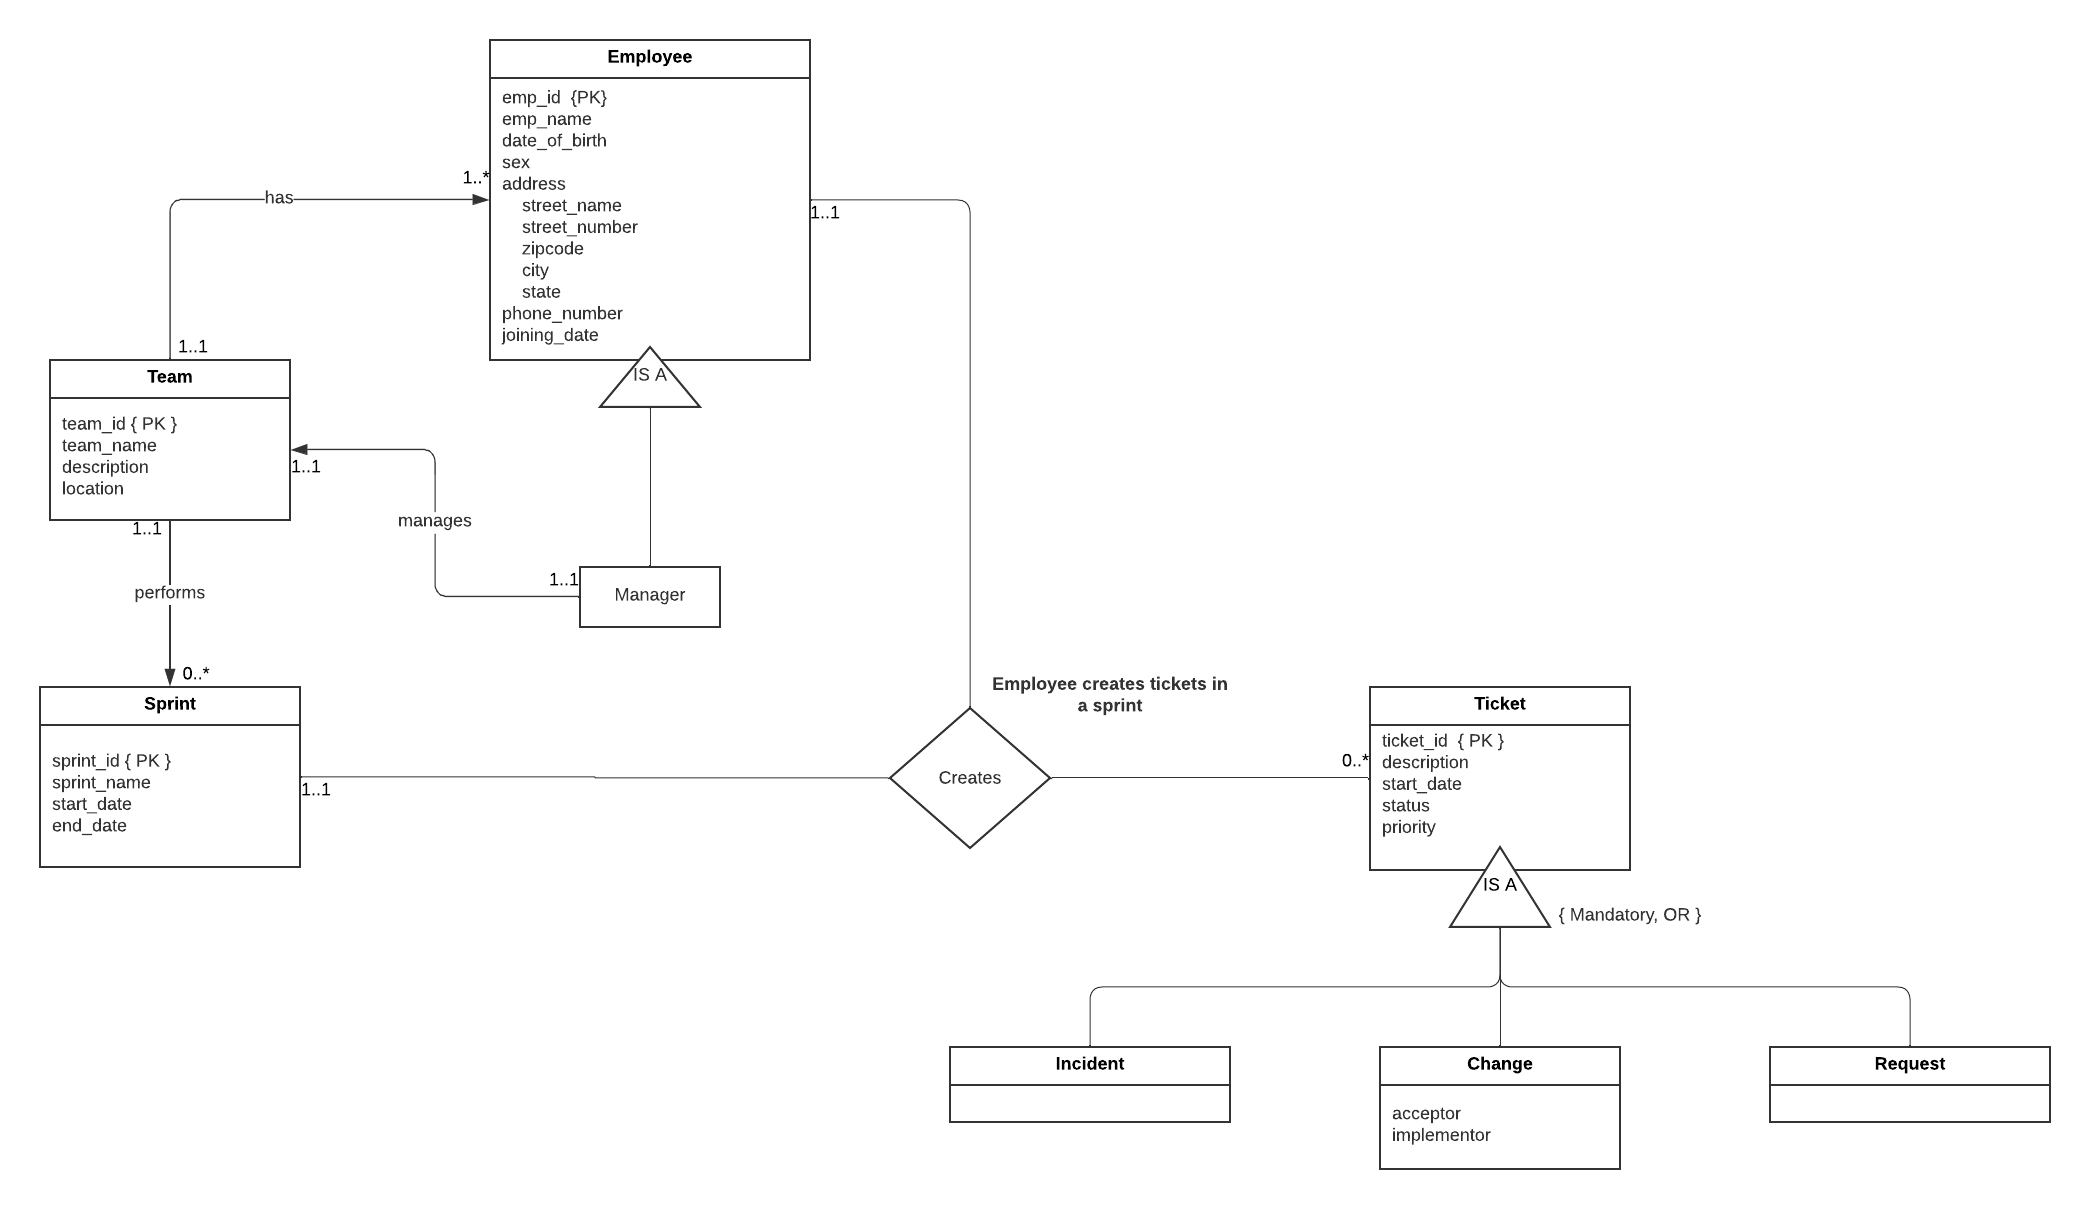 Employee
emp_id  {PK}
emp_name
date_of_birth
sex
address
street_name
street_number
zipcode
city
state
phone_number
joining_date
1..*
has
1..1
1..1
Team
team_id { PK }
team_name
description
location
IS A
1..1
manages
1..1
Manager
1..1
performs
0..*
Sprint
sprint_id { PK }
sprint_name
start_date
end_date
1..1
Employee creates tickets in
a sprint
Creates
0..*
Ticket
ticket_id  { PK }
description
start_date
status
priority
IS A
{ Mandatory, OR }
Incident
Change
acceptor
implementor
Request